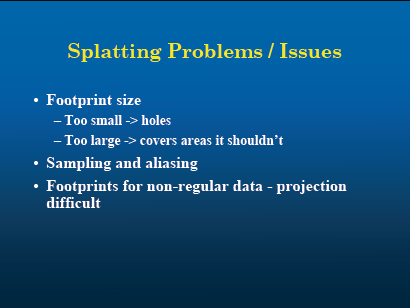 Splatting Problems / Issues
• Footprint size
– Too small -> holes
– Too large -> covers areas it shouldn't
• Sampling and aliasing
• Footprints for non-regular data - projection
difficult